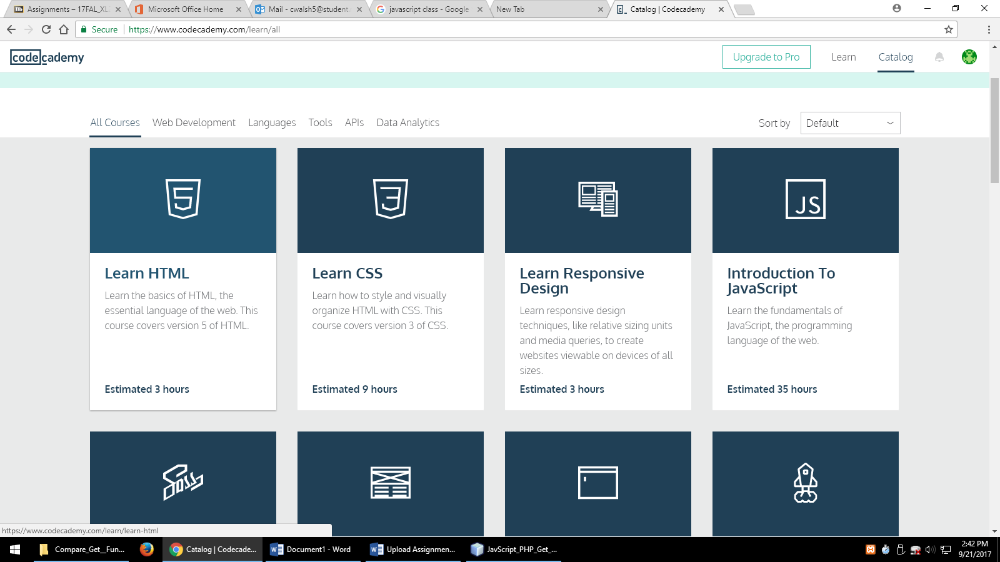 Bb Assignments – 17FAL_XL
Microsoft Office Home
Mail - cwalsh5@student.
javascript class - Google
New Tab
Catalog | Codecademy
Secure
https://www.codecademy.com/learn/all
codecademy
Upgrade to Pro
Learn
Catalog
All Courses
Web Development
Languages
Tools
APIs
Data Analytics
Sort by
Default
5
3
JS
Learn HTML
Learn the basics of HTML, the
essential language of the web. This
course covers version 5 of HTML.
Estimated 3 hours
Learn CSS
Learn how to style and visually
organize HTML with CSS. This
course covers version 3 of CSS.
Estimated 9 hours
Learn Responsive
Design
Learn responsive design
techniques, like relative sizing units
and media queries, to create
websites viewable on devices of all
sizes.
Estimated 3 hours
Introduction To
JavaScript
Learn the fundamentals of
JavaScript, the programming
language of the web.
Estimated 35 hours
Sass
https://www.codecademy.com/learn/learn-html
Compare_Get__Fun...
Catalog | Codecade...
Document1 - Word
Upload Assignmen...
JavScript_PHP_Get_...
2:42 PM
9/21/2017